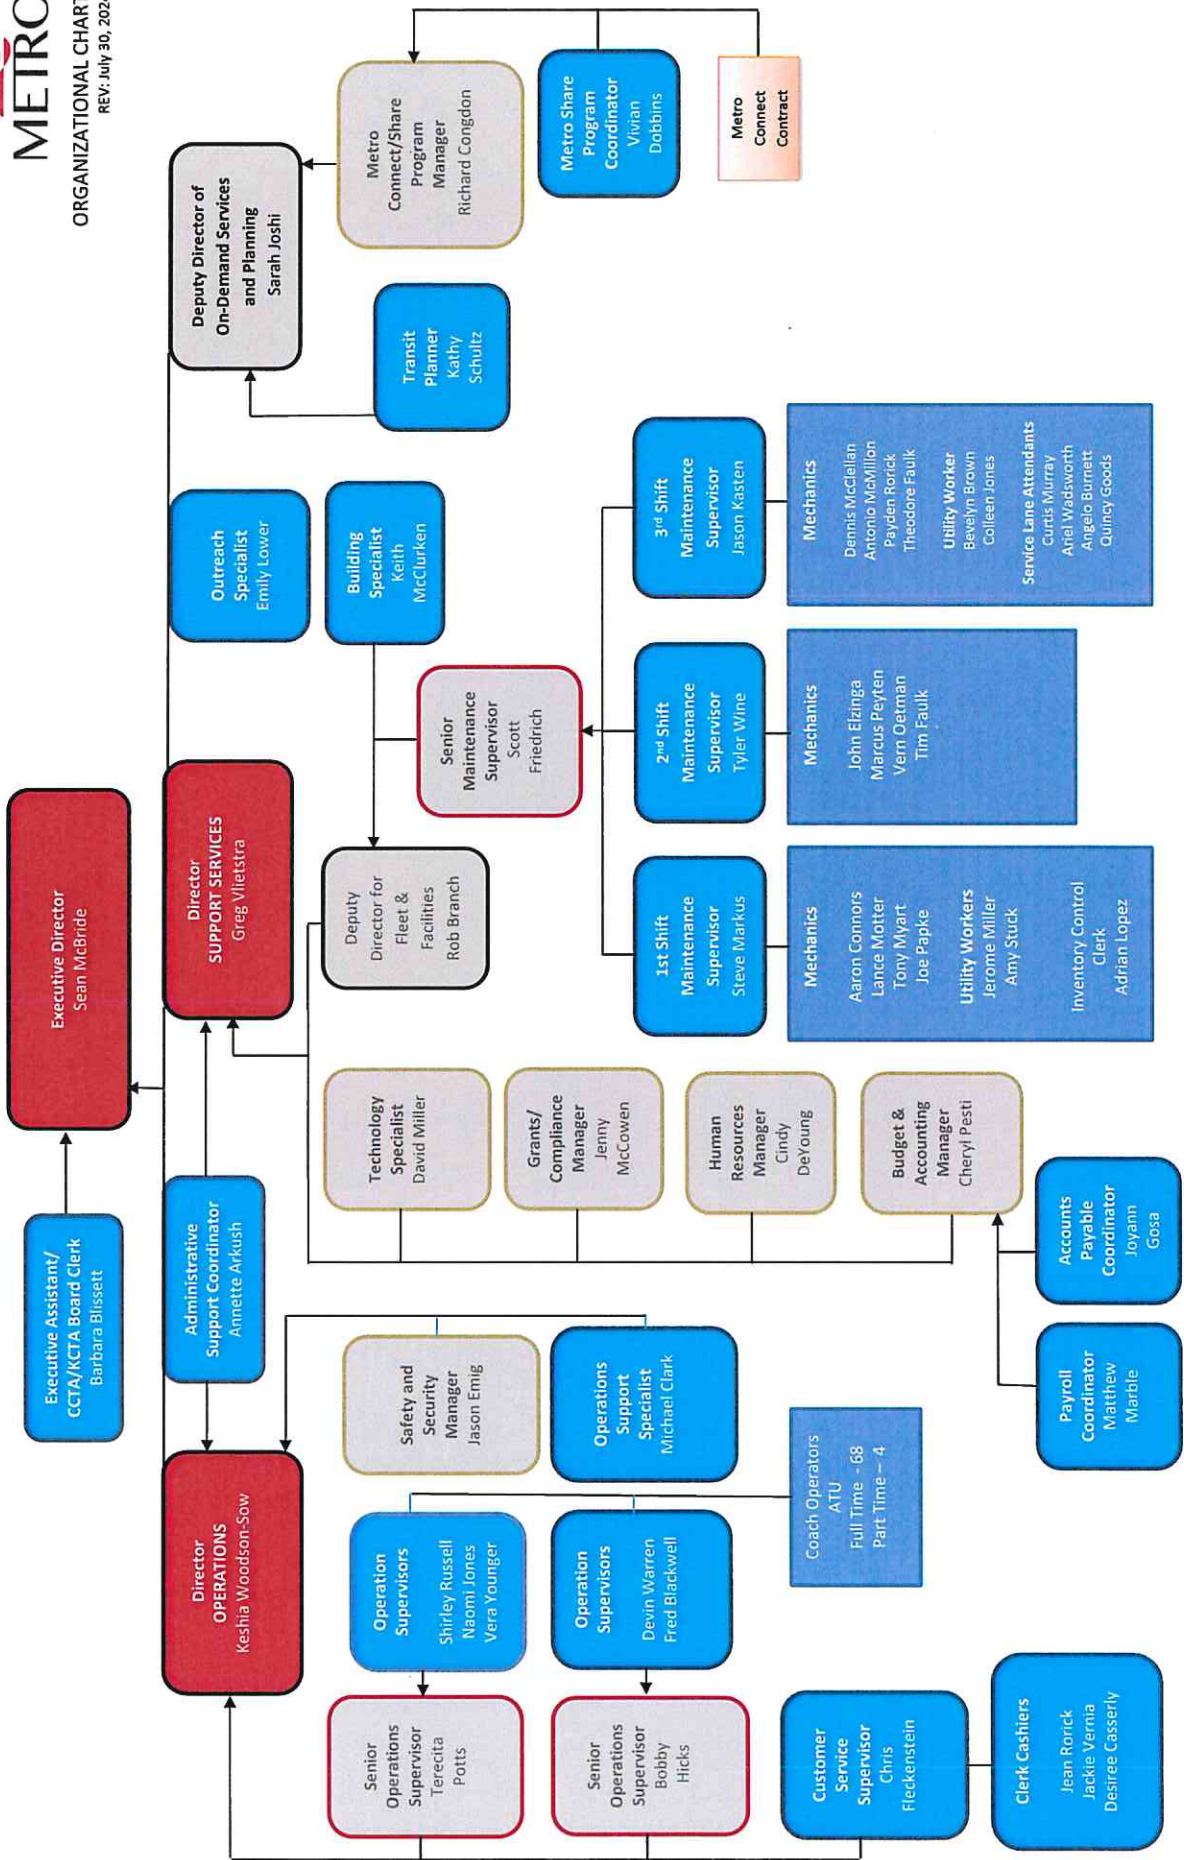 METRO
ORGANIZATIONAL CHART
REV: July 30, 2024
Executive Director
Sean McBride
Executive Assistant/
CCTA/KCTA Board Clerk
Barbara Blissett
Administrative
Support Coordinator
Annette Arkush
Director
OPERATIONS
Keshia Woodson-Sow
Director
SUPPORT SERVICES
Greg Vlietstra
Outreach
Specialist
Emily Lower
Deputy Director of
On-Demand Services
and Planning
Sarah Joshi
Senior
Operations
Supervisor
Terecita
Potts
Operation
Supervisors
Shirley Russell
Naomi Jones
Vera Younger
Safety and
Security
Manager
Jason Emig
Senior
Operations
Supervisor
Bobby
Hicks
Operation
Supervisors
Devin Warren
Fred Blackwell
Operations
Support
Specialist
Michael Clark
Customer
Service
Supervisor
Chris
Fleckenstein
Coach Operators
ATU
Full Time - 68
Part Time – 4
Clerk Cashiers
Jean Rorick
Jackie Vernia
Desiree Casserly
Technology
Specialist
David Miller
Grants/
Compliance
Manager
Jenny
McCowen
Human
Resources
Manager
Cindy
DeYoung
Budget &
Accounting
Manager
Cheryl Pesti
Payroll
Coordinator
Matthew
Marble
Accounts
Payable
Coordinator
Joyann
Gosa
Deputy
Director for
Fleet &
Facilities
Rob Branch
Building
Specialist
Keith
McClurken
Senior
Maintenance
Supervisor
Scott
Friedrich
1st Shift
Maintenance
Supervisor
Steve Markus
Mechanics
Aaron Connors
Lance Motter
Tony Myart
Joe Papke
Utility Workers
Jerome Miller
Amy Stuck
Inventory Control
Clerk
Adrian Lopez
2nd Shift
Maintenance
Supervisor
Tyler Wine
Mechanics
John Elzinga
Marcus Peyten
Vern Oetman
Tim Faulk
3rd Shift
Maintenance
Supervisor
Jason Kasten
Mechanics
Dennis McClellan
Antonio McMillon
Payden Rorick
Theodore Faulk
Utility Worker
Bevelyn Brown
Colleen Jones
Service Lane Attendants
Curtis Murray
Ariel Wadsworth
Angelo Burnett
Quincy Goods
Transit
Planner
Kathy
Schultz
Metro
Connect/Share
Program
Manager
Richard Congdon
Metro Share
Program
Coordinator
Vivian
Dobbins
Metro
Connect
Contract